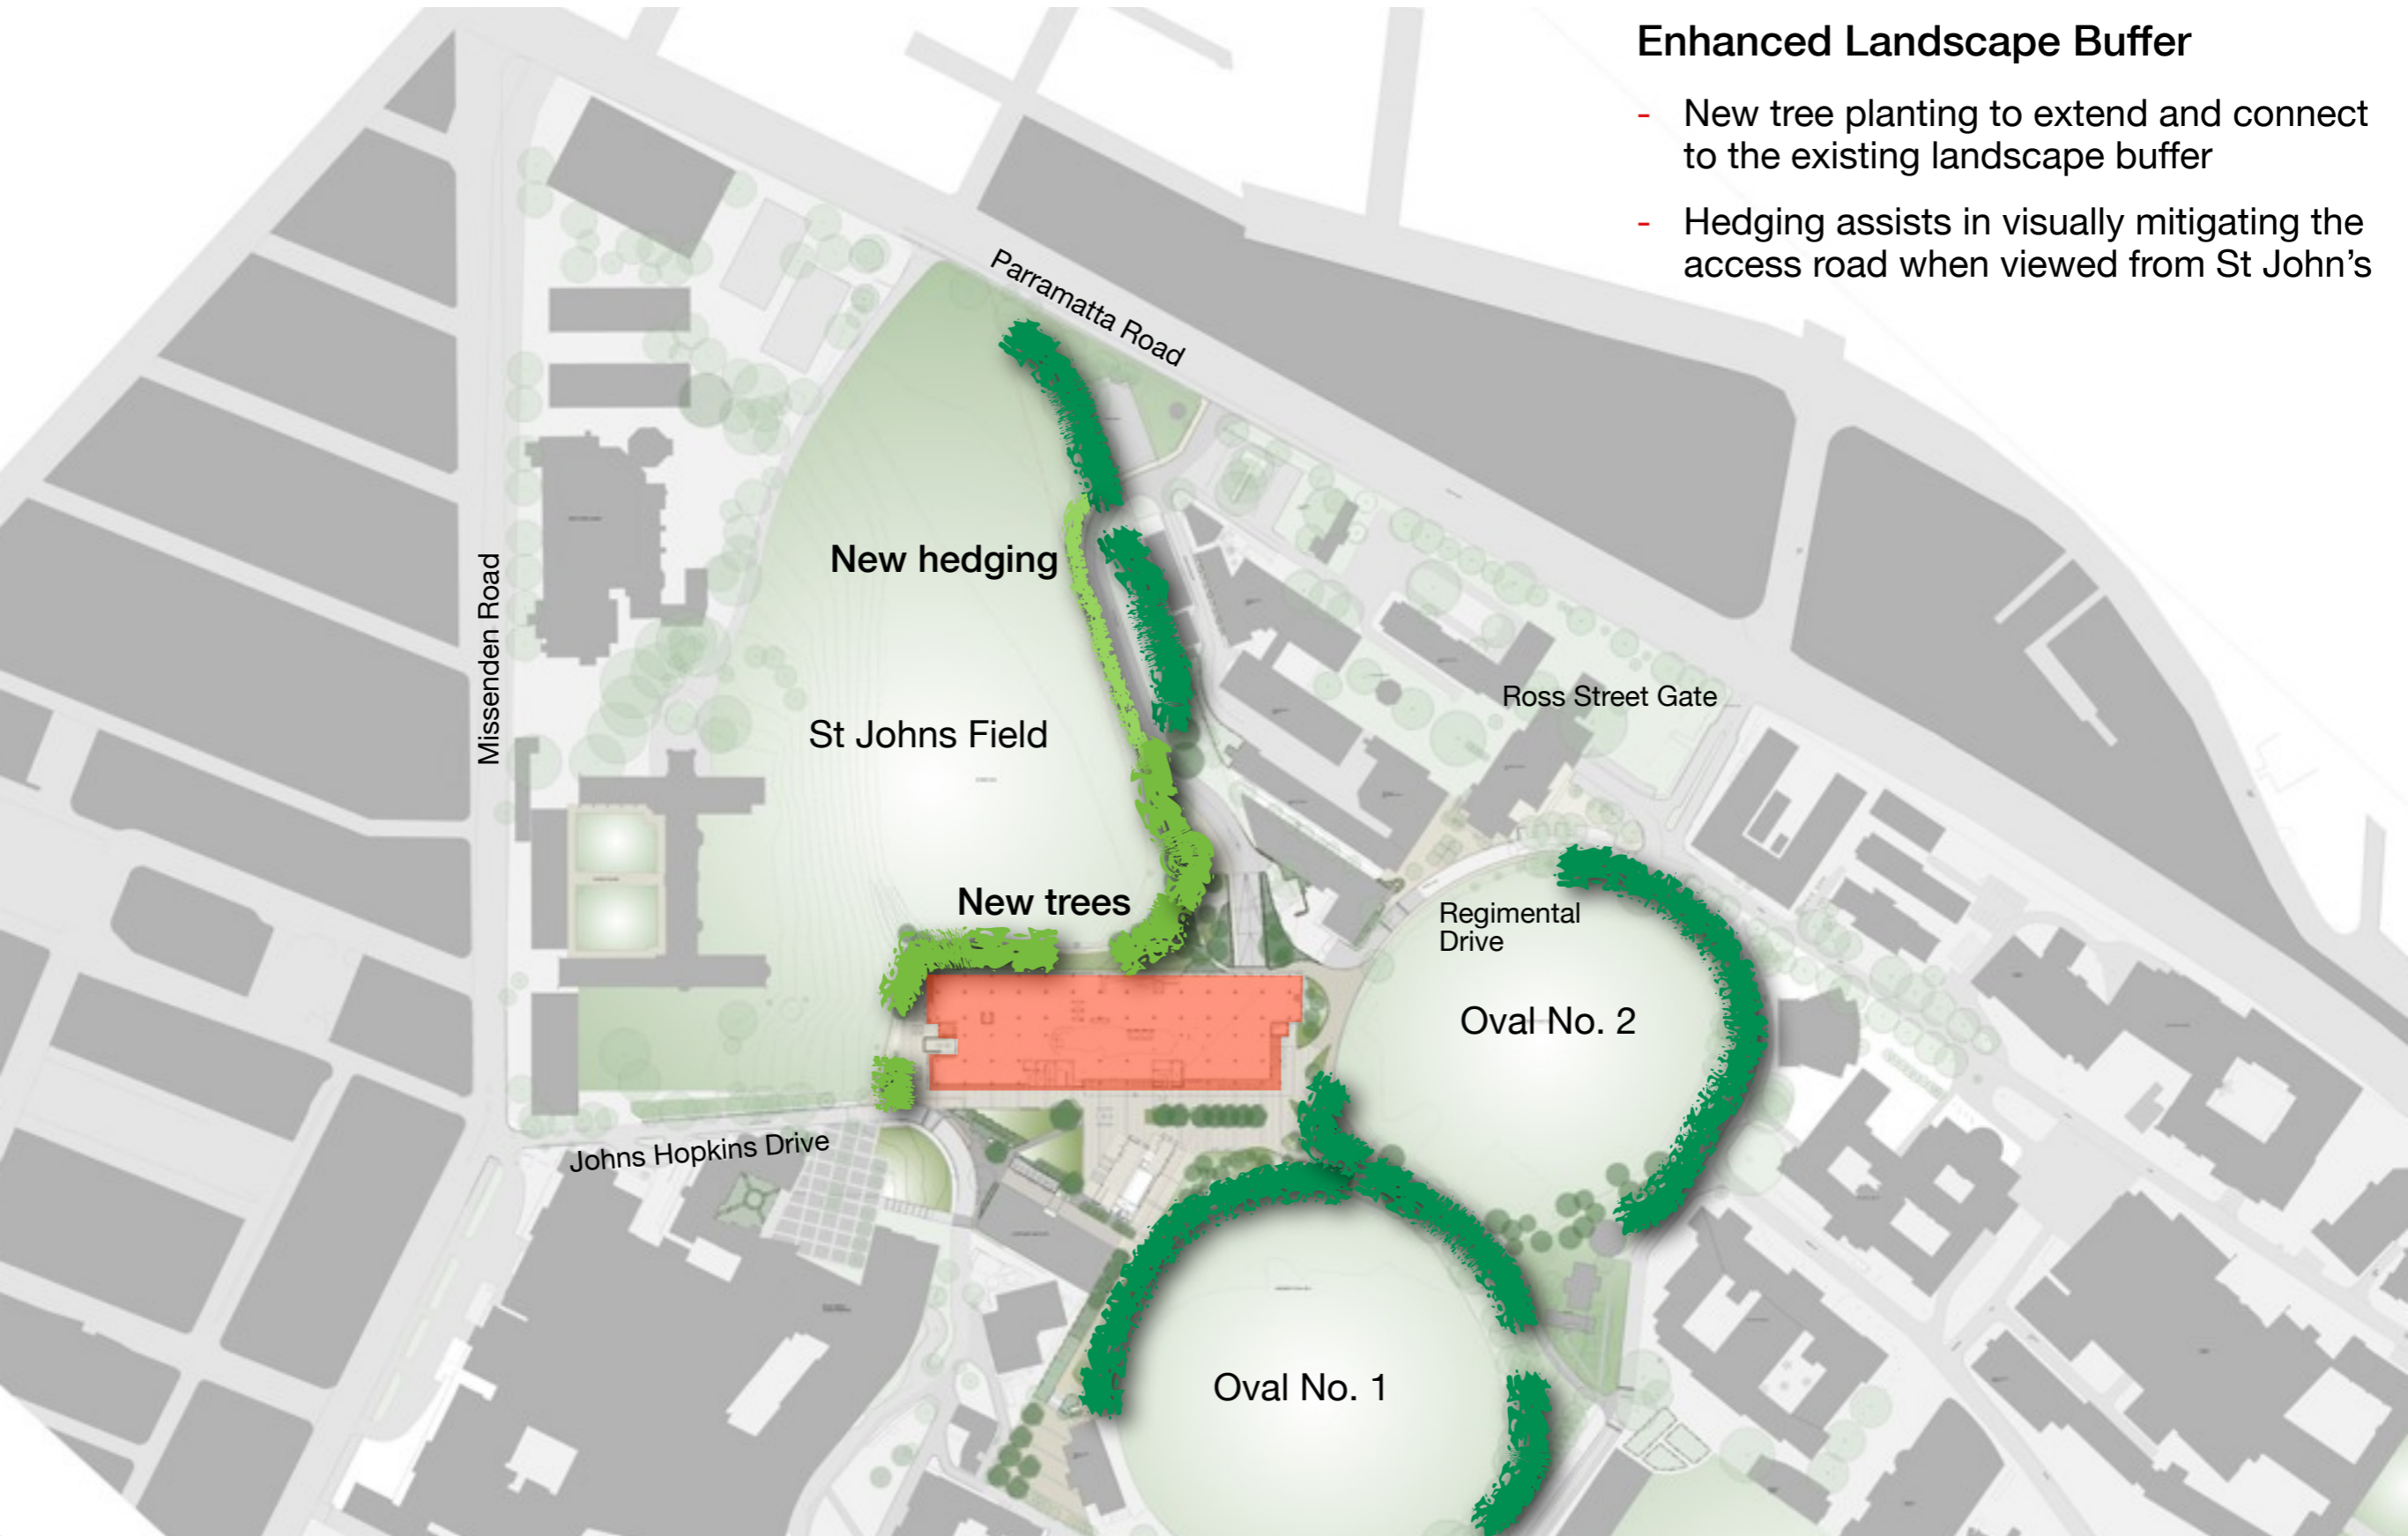 Enhanced Landscape Buffer
- New tree planting to extend and connect
to the existing landscape buffer
- Hedging assists in visually mitigating the
access road when viewed from St John's
Parramatta Road
New hedging
Missenden Road
Ross Street Gate
St Johns Field
New trees
Regimental
Drive
Oval No. 2
Johns Hopkins Drive
Oval No. 1